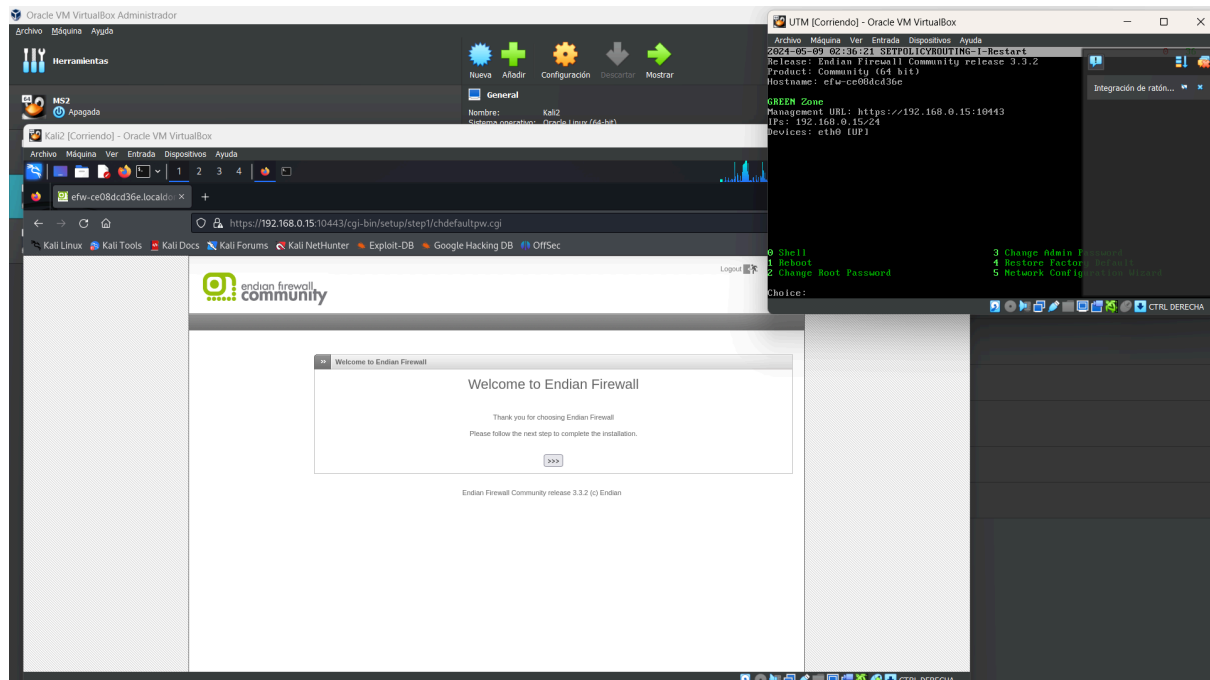 Oracle VM VirtualBox Administrador
Archivo Máquina Ayuda
Herramientas
Nueva Añadir Configuración Descartar Mostrar
MS2
Apagada
General
Nombre: Kali2
Sistema operativo: Oracle Linux (64-bit)
Kali2 [Corriendo] - Oracle VM VirtualBox
Archivo Máquina Ver Entrada Dispositivos Ayuda
1 2 3 4
efw-ce08dcd36e.localdo
https://192.168.0.15:10443/cgi-bin/setup/step1/chdefaultpw.cgi
Kali Linux Kali Tools Kali Docs Kali Forums Kali NetHunter Exploit-DB Google Hacking DB OffSec
Logout
endian firewall
community
Welcome to Endian Firewall
Welcome to Endian Firewall
Thank you for choosing Endian Firewall
Please follow the next step to complete the installation.
>>>
Endian Firewall Community release 3.3.2 (c) Endian
UTM [Corriendo] - Oracle VM VirtualBox
Archivo Máquina Ver Entrada Dispositivos Ayuda
2024-05-09 02:36:21 SETPOLICYROUTING-I-Restart
Release: Endian Firewall Community release 3.3.2
Product: Community (64 bit)
Hostname: efw-ce08dcd36e
Integración de ratón...
GREEN Zone
Management URL: https://192.168.0.15:10443
IPs: 192.168.0.15/24
Devices: eth0 [UP]
0 Shell 3 Change Admin Password
1 Reboot 4 Restore Factory Default
2 Change Root Password 5 Network Configuration Wizard
Choice:
CTRL DERECHA
CTRL DERECHA